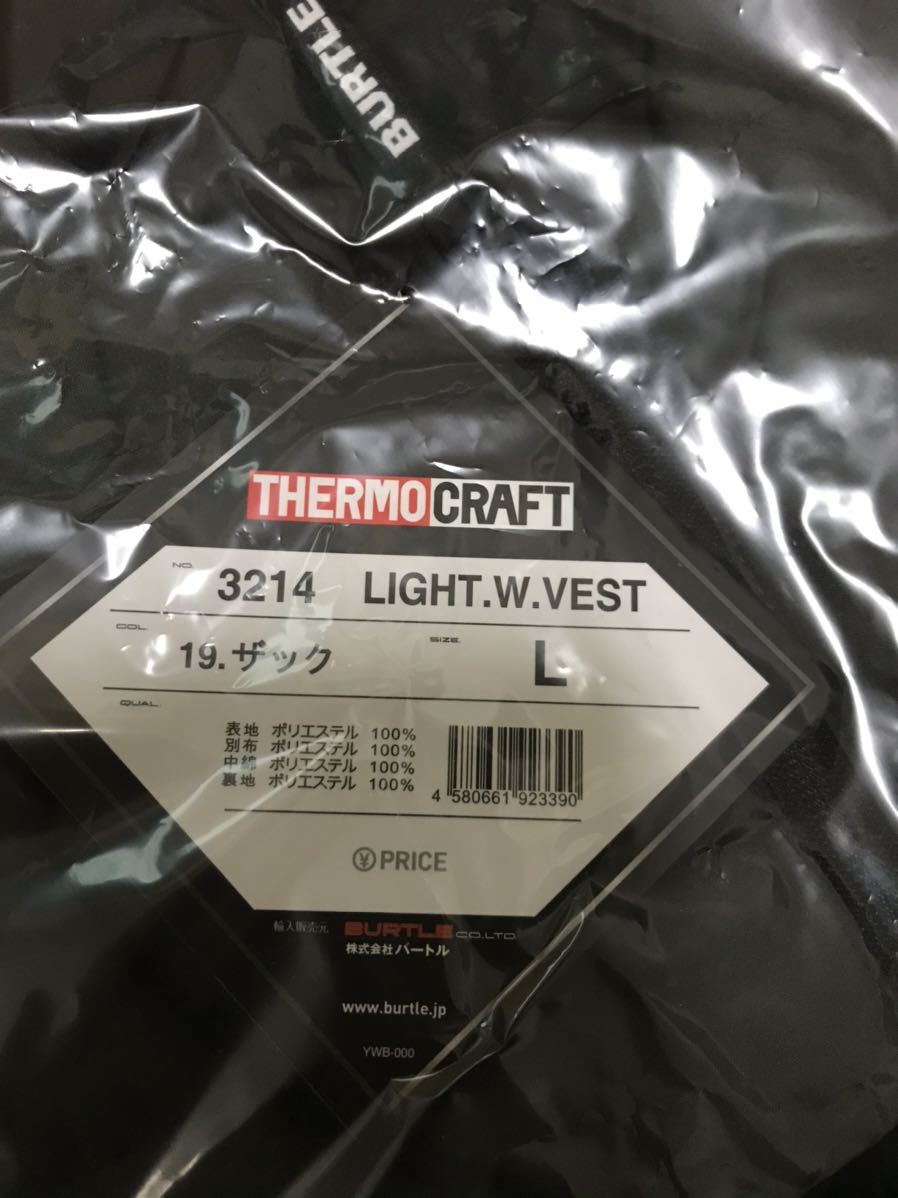 BURTLE
THERMOCRAFT
NO. 3214 LIGHT.W.VEST
COL. 19.ザック SIZE. L
QUAL.
表地 ポリエステル 100%
別布 ポリエステル 100%
中綿 ポリエステル 100%
裏地 ポリエステル 100%
4 580661 923390
¥ PRICE
輸入販売元 BURTLE CO.,LTD.
株式会社バートル
www.burtle.jp
YWB-000